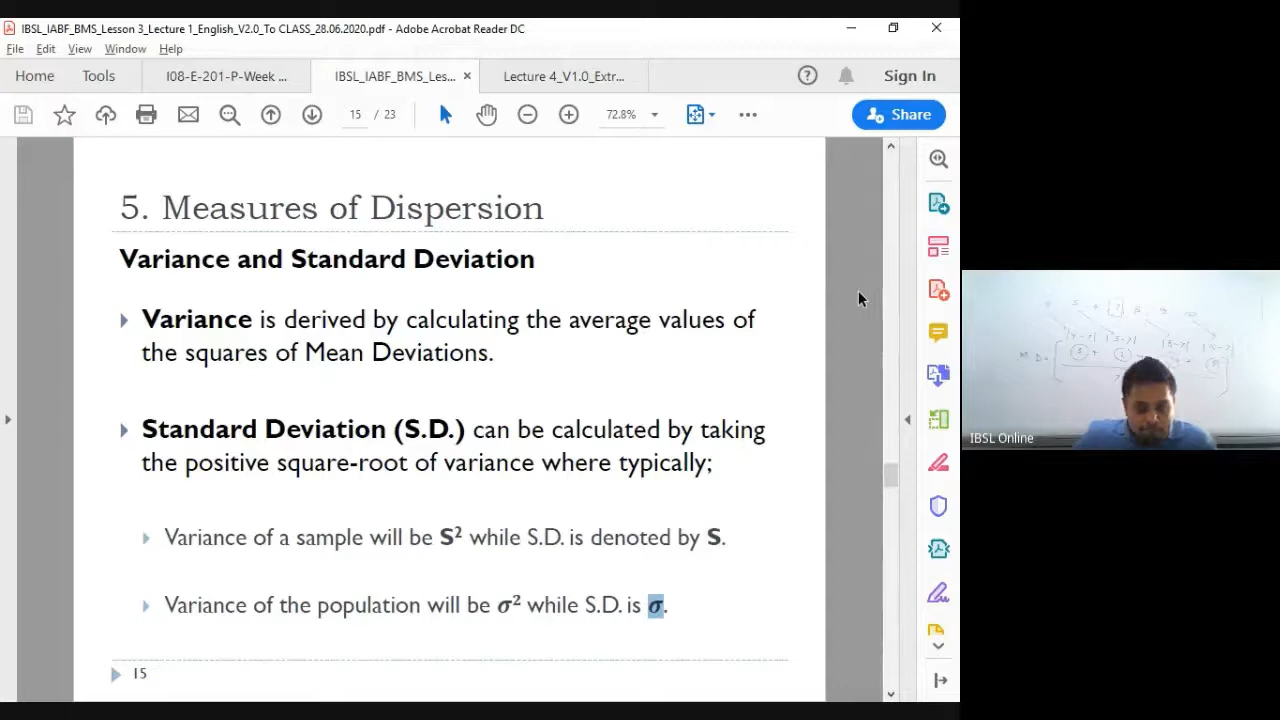 IBSL_IABF_BMS_Lesson 3_Lecture 1_English_V2.0_To CLASS_28.06.2020.pdf - Adobe Acrobat Reader DC
File Edit View Window Help
Home Tools I08-E-201-P-Week ... IBSL_IABF_BMS_Les... × Lecture 4_V1.0_Extr... Sign In
15 / 23 72.8% Share
5. Measures of Dispersion
Variance and Standard Deviation
Variance is derived by calculating the average values of
the squares of Mean Deviations.
Standard Deviation (S.D.) can be calculated by taking
the positive square-root of variance where typically;
Variance of a sample will be S² while S.D. is denoted by S.
Variance of the population will be σ² while S.D. is σ.
15
IBSL Online